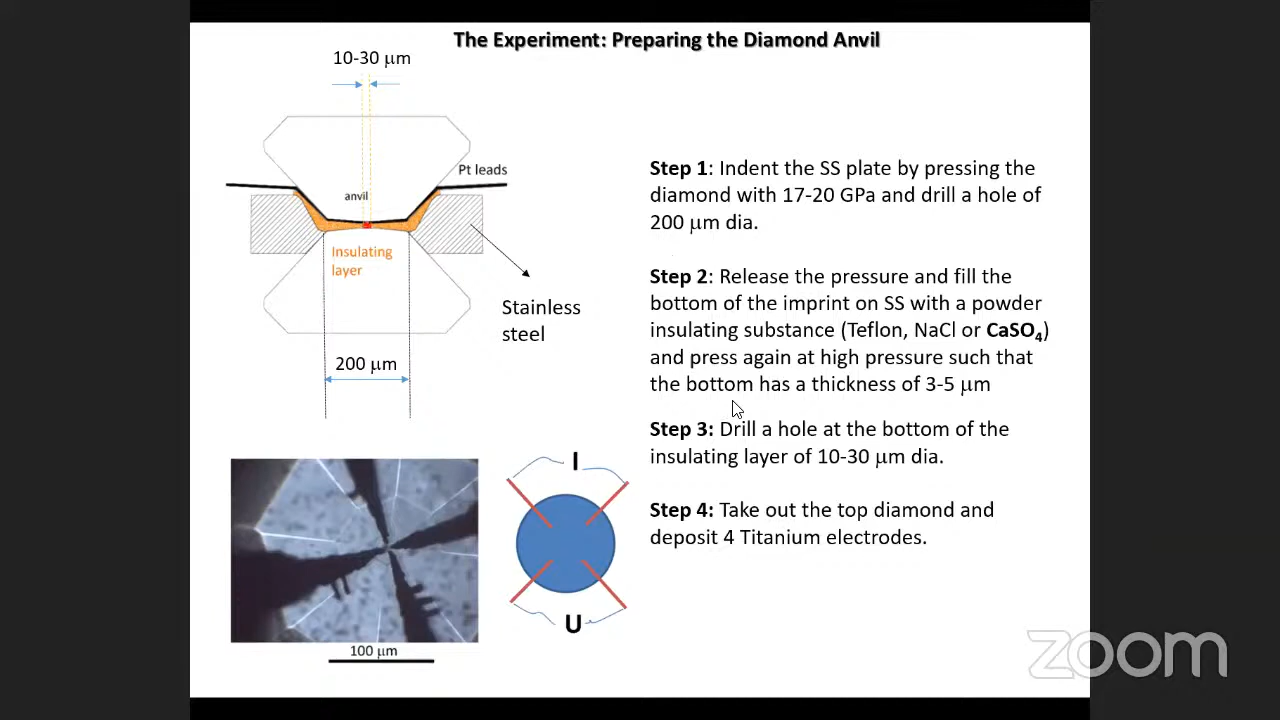 The Experiment: Preparing the Diamond Anvil
10-30 μm
Pt leads
anvil
Insulating
layer
Stainless
steel
200 μm
Step 1: Indent the SS plate by pressing the
diamond with 17-20 GPa and drill a hole of
200 μm dia.
Step 2: Release the pressure and fill the
bottom of the imprint on SS with a powder
insulating substance (Teflon, NaCl or CaSO₄)
and press again at high pressure such that
the bottom has a thickness of 3-5 μm
Step 3: Drill a hole at the bottom of the
insulating layer of 10-30 μm dia.
Step 4: Take out the top diamond and
deposit 4 Titanium electrodes.
I
U
100 μm
zoom